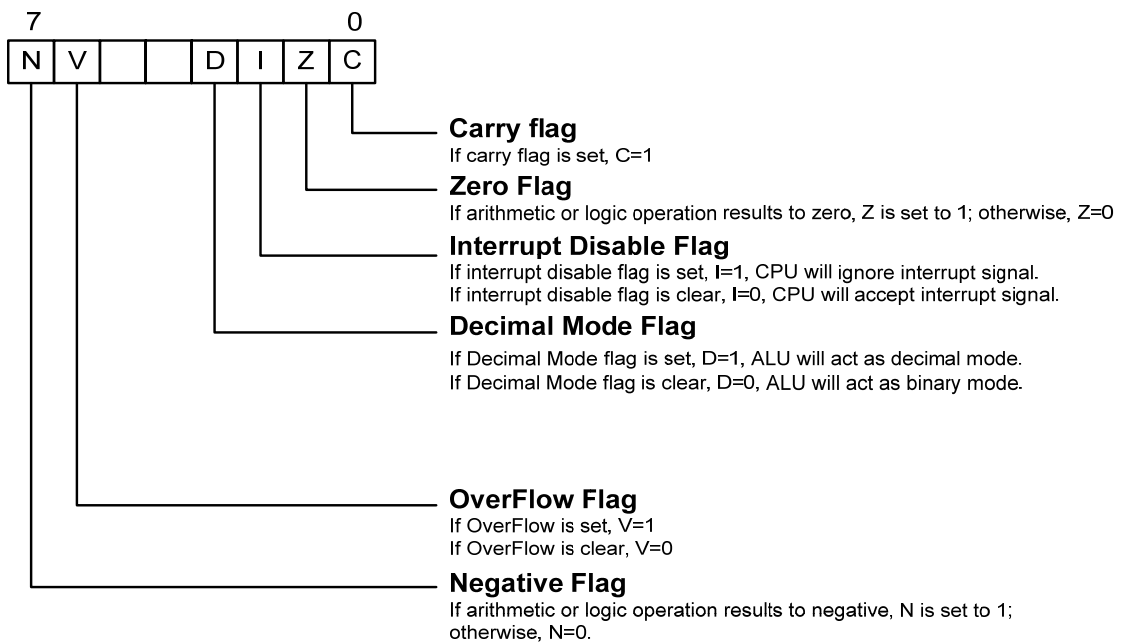 7 0
N V D I Z C
Carry flag
If carry flag is set, C=1
Zero Flag
If arithmetic or logic operation results to zero, Z is set to 1; otherwise, Z=0
Interrupt Disable Flag
If interrupt disable flag is set, I=1, CPU will ignore interrupt signal.
If interrupt disable flag is clear, I=0, CPU will accept interrupt signal.
Decimal Mode Flag
If Decimal Mode flag is set, D=1, ALU will act as decimal mode.
If Decimal Mode flag is clear, D=0, ALU will act as binary mode.
OverFlow Flag
If OverFlow is set, V=1
If OverFlow is clear, V=0
Negative Flag
If arithmetic or logic operation results to negative, N is set to 1;
otherwise, N=0.